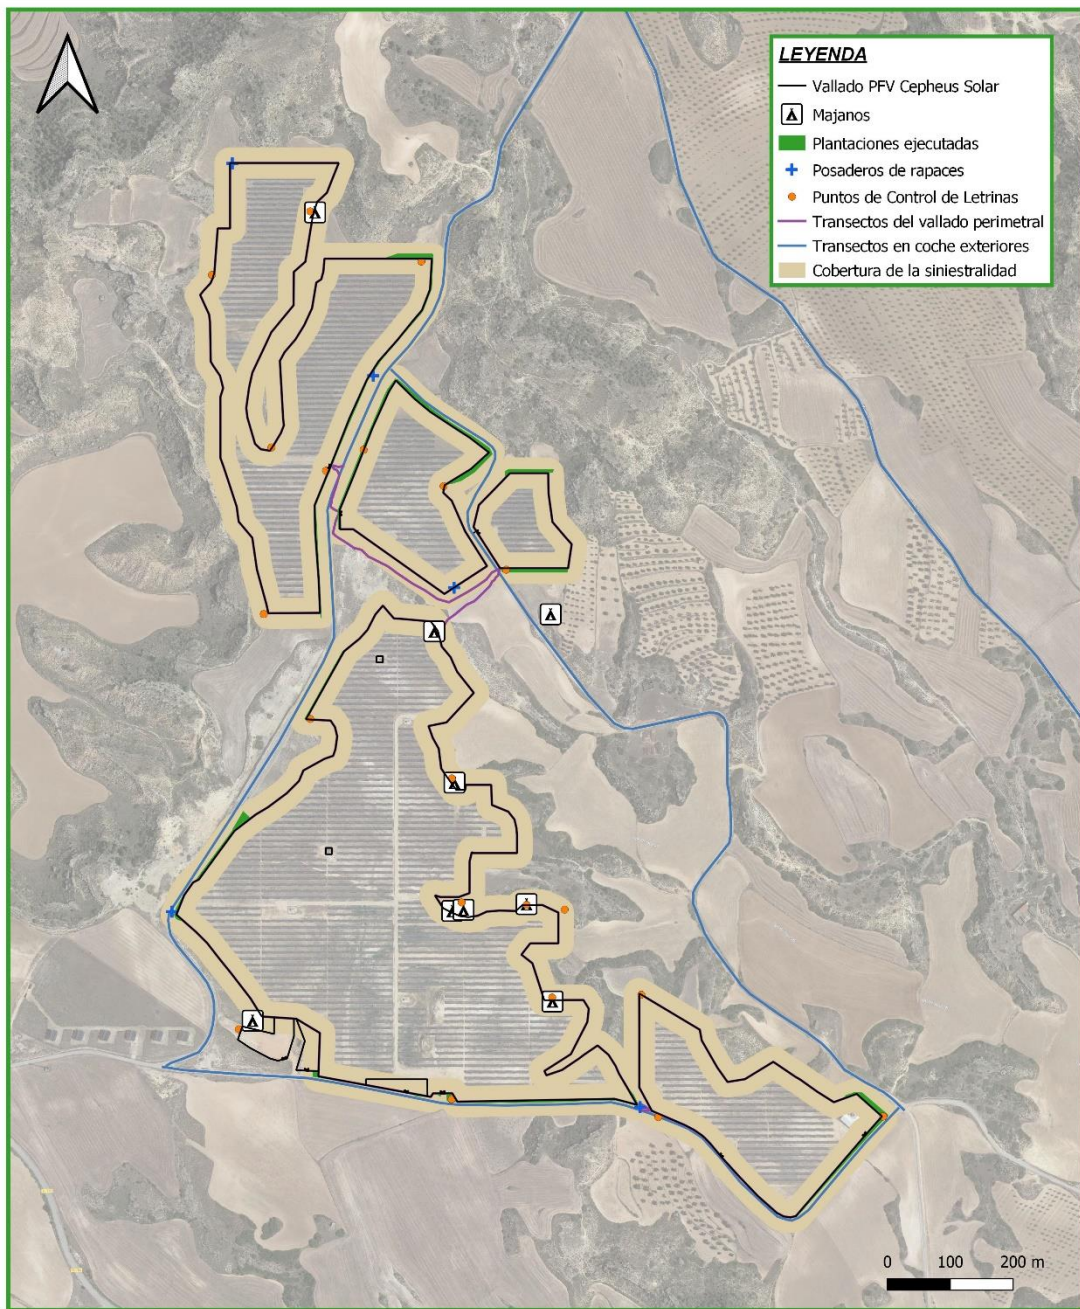 LEYENDA
Vallado PFV Cepheus Solar
Majanos
Plantaciones ejecutadas
Posaderos de rapaces
Puntos de Control de Letrinas
Transectos del vallado perimetral
Transectos en coche exteriores
Cobertura de la siniestralidad
0 100 200 m